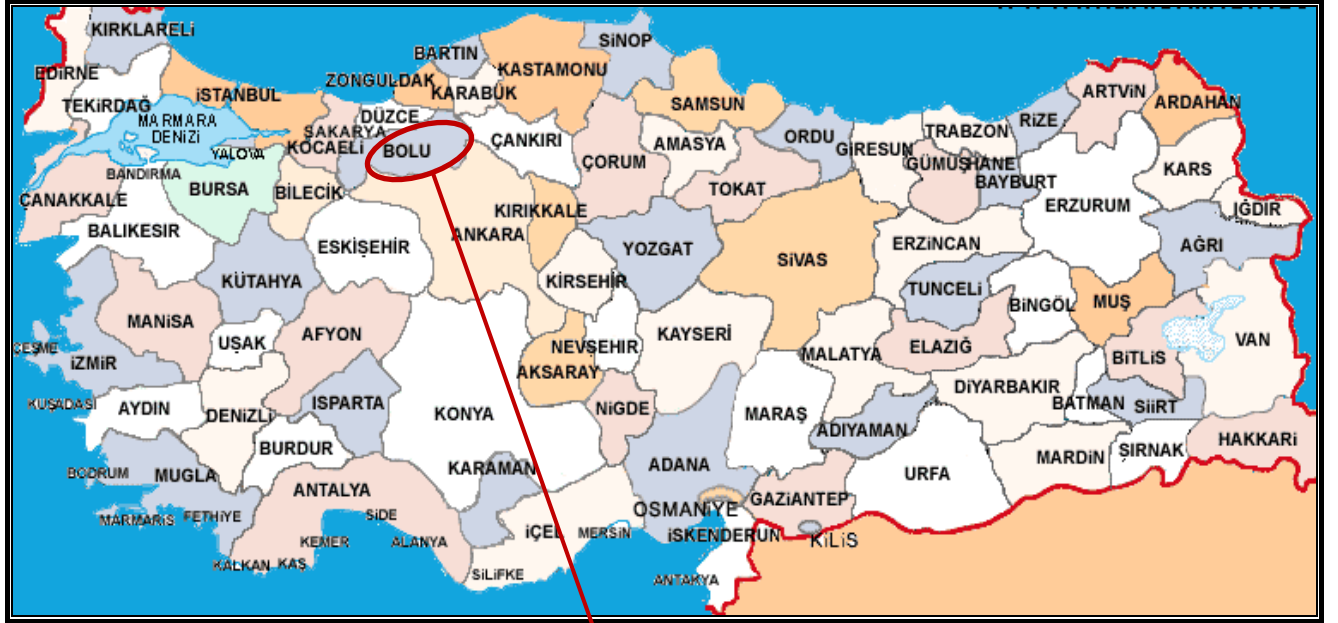 KIRKLARELİ
EDİRNE
TEKİRDAĞ
İSTANBUL
MARMARA
DENİZİ
YALOVA
KOCAELİ
SAKARYA
DÜZCE
BOLU
ZONGULDAK
BARTIN
KARABÜK
KASTAMONU
SİNOP
ÇANKIRI
SAMSUN
AMASYA
ÇORUM
TOKAT
ORDU
GİRESUN
TRABZON
GÜMÜŞHANE
BAYBURT
RİZE
ARTVİN
ARDAHAN
KARS
IĞDIR
ERZURUM
AĞRI
BANDIRMA
ÇANAKKALE
BURSA
BİLECİK
BALIKESIR
ESKİŞEHİR
ANKARA
KIRIKKALE
YOZGAT
SİVAS
ERZİNCAN
TUNCELİ
BİNGÖL
MUŞ
KÜTAHYA
KİRSEHİR
MANİSA
UŞAK
AFYON
NEVŞEHIR
KAYSERİ
MALATYA
ELAZIĞ
BİTLİS
VAN
ÇEŞME
İZMİR
AKSARAY
DİYARBAKIR
BATMAN
SİİRT
KUŞADASI
AYDIN
DENİZLİ
ISPARTA
KONYA
NİGDE
MARAŞ
ADIYAMAN
ŞIRNAK
HAKKARİ
BURDUR
MARDİN
BODRUM
MUGLA
ANTALYA
KARAMAN
ADANA
URFA
GAZİANTEP
OSMANİYE
MARMARİS
FETHİYE
SİDE
KEMER
ALANYA
İÇEL
MERSİN
İSKENDERUN
KİLİS
KALKAN
KAŞ
SİLİFKE
ANTAKYA